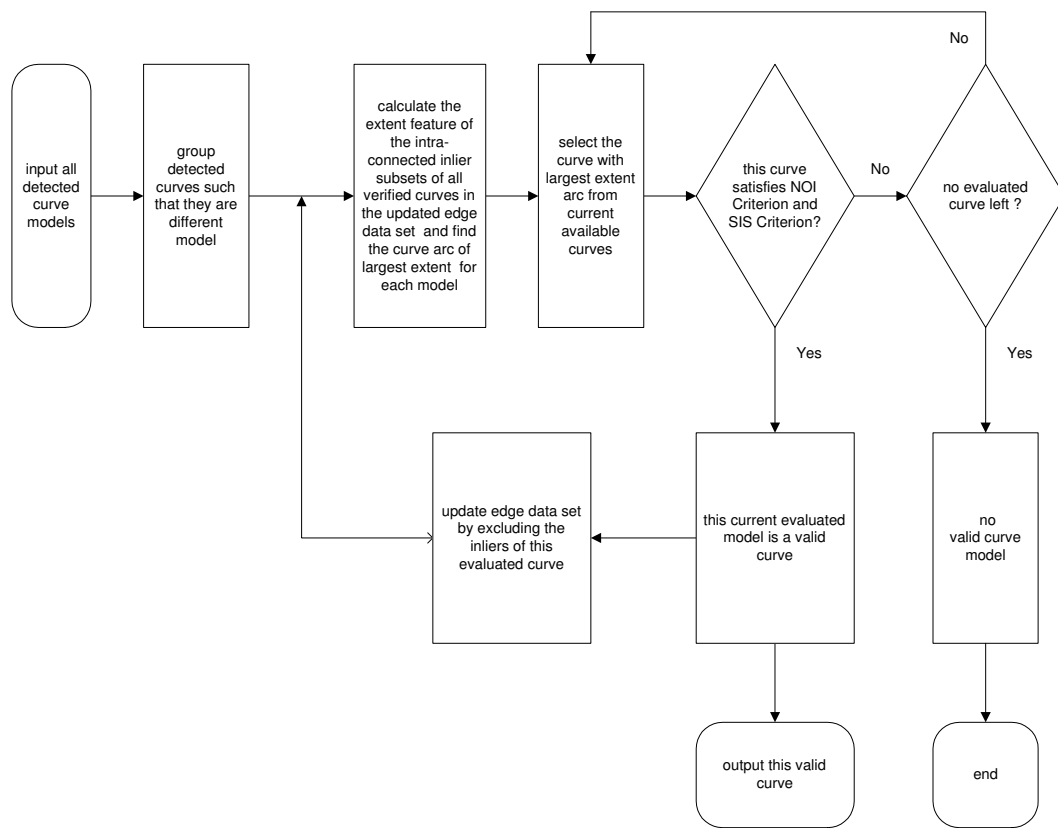 No
input all
detected
curve
models
group
detected
curves such
that they are
different
model
calculate the
extent feature of
the intra-
connected inlier
subsets of all
verified curves in
the updated edge
data set and find
the curve arc of
largest extent for
each model
select the
curve with
largest extent
arc from
current
available
curves
this curve
satisfies NOI
Criterion and
SIS Criterion?
No
no evaluated
curve left ?
Yes
Yes
update edge data set
by excluding the
inliers of this
evaluated curve
this current evaluated
model is a valid
curve
no
valid curve
model
output this valid
curve
end